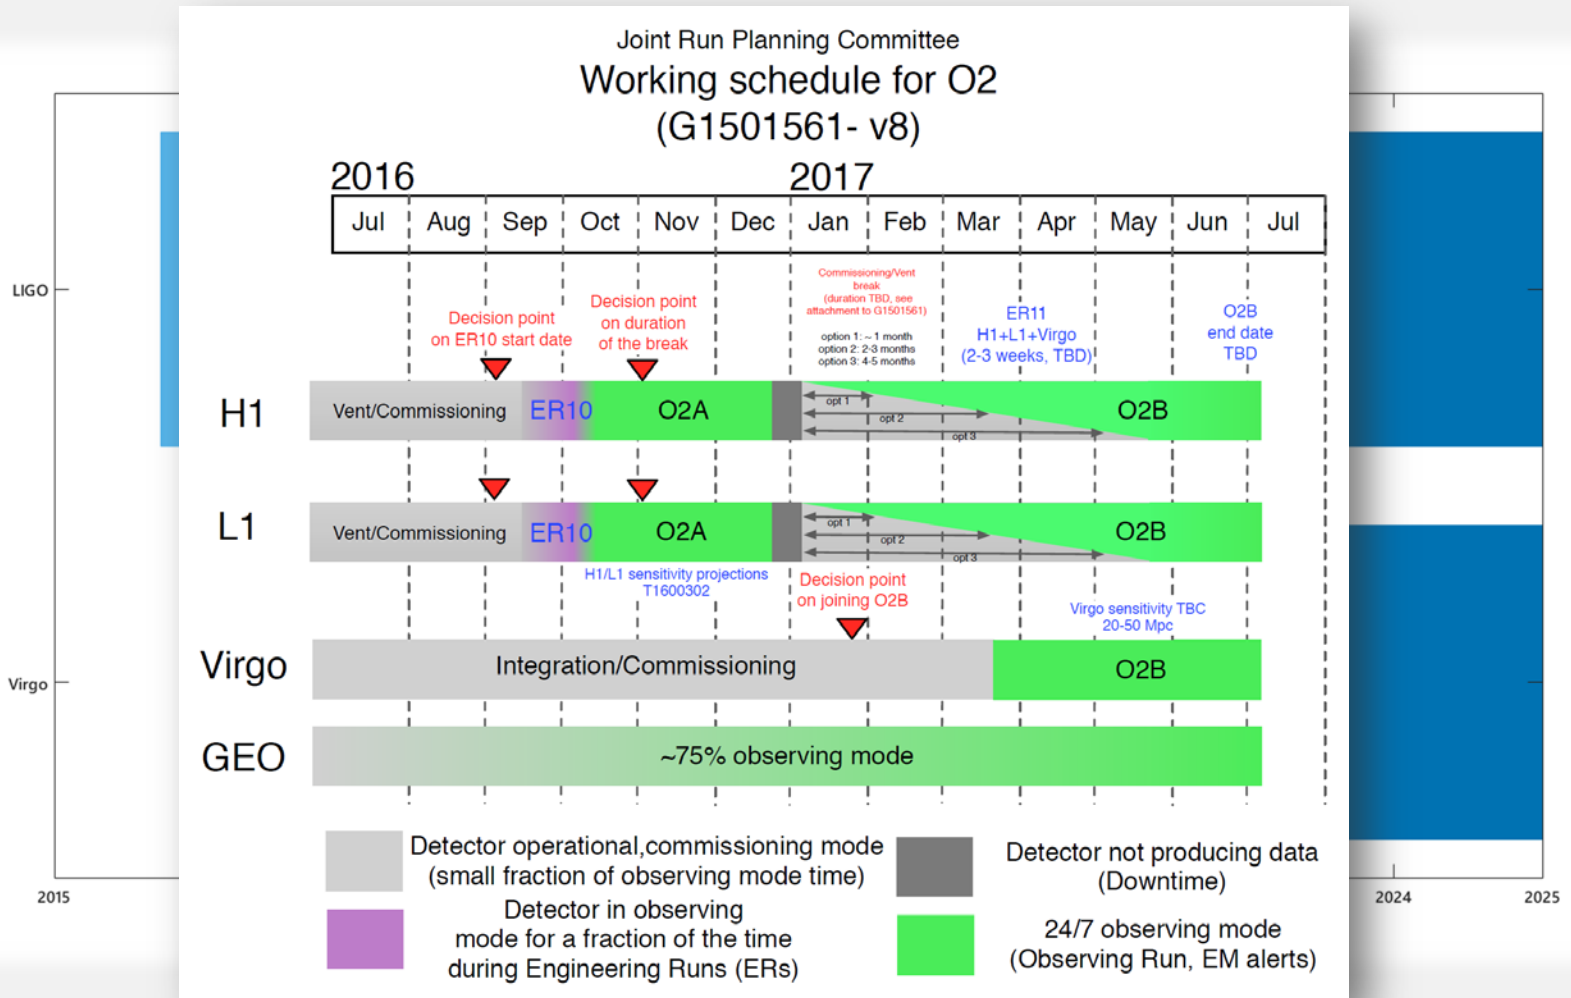 Joint Run Planning Committee
Working schedule for O2
(G1501561- v8)
2016
2017
Jul
Aug
Sep
Oct
Nov
Dec
Jan
Feb
Mar
Apr
May
Jun
Jul
Decision point
on ER10 start date
Decision point
on duration
of the break
Commissioning/Vent
break
(duration TBD, see
attachment to G1501561)
option 1: ~ 1 month
option 2: 2-3 months
option 3: 4-5 months
ER11
H1+L1+Virgo
(2-3 weeks, TBD)
O2B
end date
TBD
H1
Vent/Commissioning
ER10
O2A
opt 1
opt 2
opt 3
O2B
L1
Vent/Commissioning
ER10
O2A
opt 1
opt 2
opt 3
O2B
H1/L1 sensitivity projections
T1600302
Decision point
on joining O2B
Virgo sensitivity TBC
20-50 Mpc
Virgo
Integration/Commissioning
O2B
GEO
~75% observing mode
Detector operational,commissioning mode
(small fraction of observing mode time)
Detector not producing data
(Downtime)
Detector in observing
mode for a fraction of the time
during Engineering Runs (ERs)
24/7 observing mode
(Observing Run, EM alerts)
LIGO
Virgo
2015
2024
2025